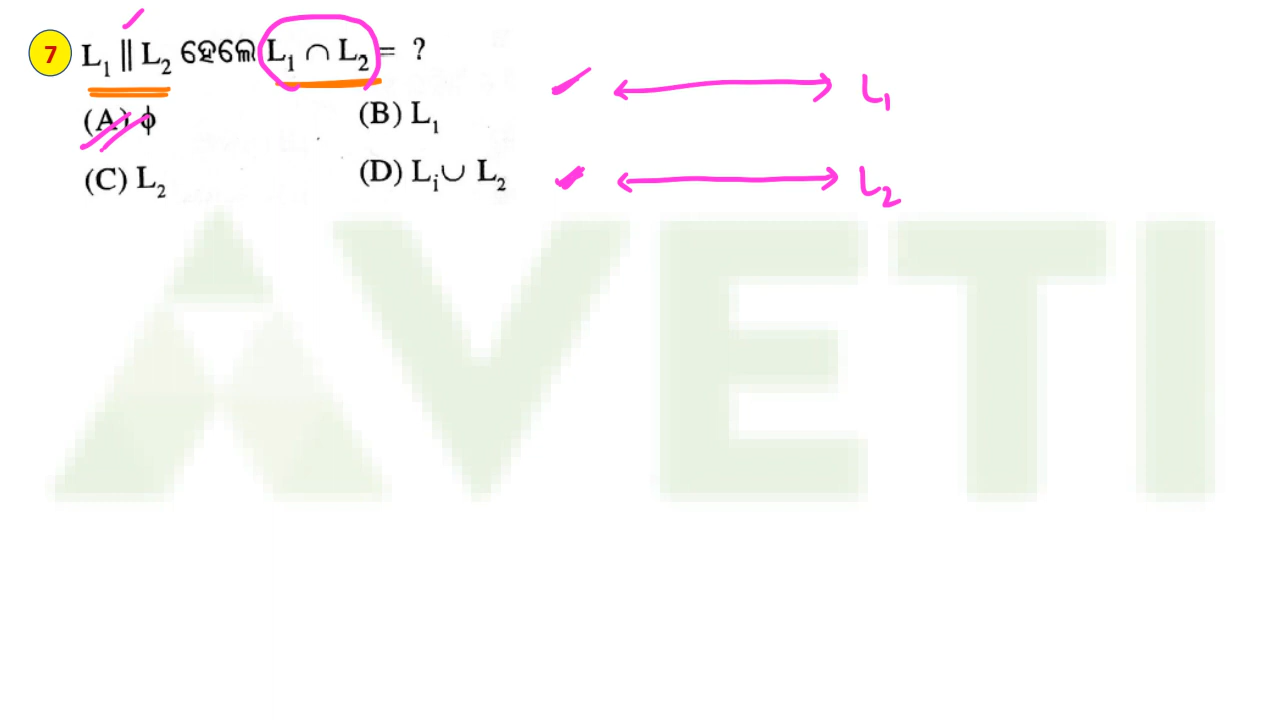 7 L₁ || L₂ ହେଲେ L₁ ∩ L₂ = ?
(A) ϕ (B) L₁
(C) L₂ (D) L₁∪ L₂
L₁
L₂
AVETI